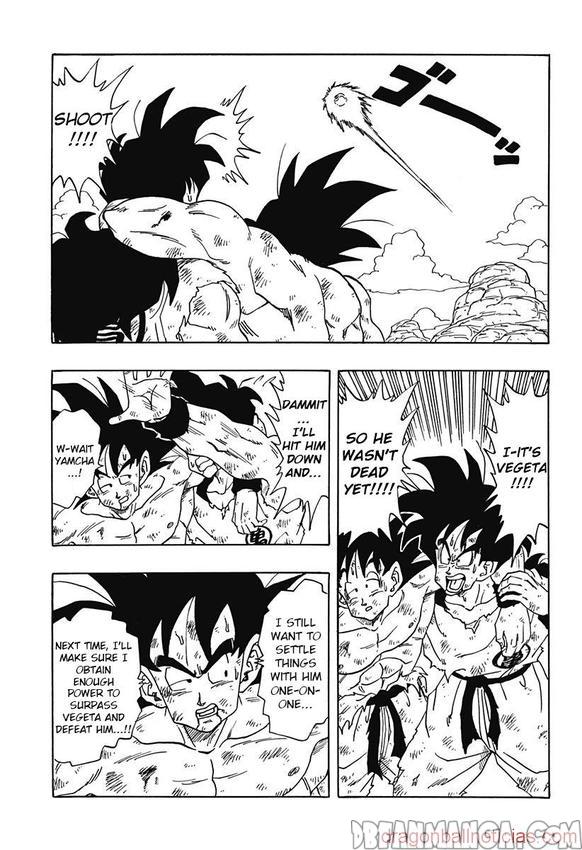 SHOOT
!!!!
ゴー
I-IT'S
VEGETA
!!!!
SO HE
WASN'T
DEAD
YET!!!!
DAMMIT
...
I'LL
HIT HIM
DOWN
AND...
W-WAIT
YAMCHA
...!
I STILL
WANT TO
SETTLE
THINGS
WITH HIM
ONE-ON-
ONE...
NEXT TIME, I'LL
MAKE SURE I
OBTAIN
ENOUGH
POWER TO
SURPASS
VEGETA AND
DEFEAT HIM...!!
亀
DBFANMANGA.COM
dragonballnoticias.com